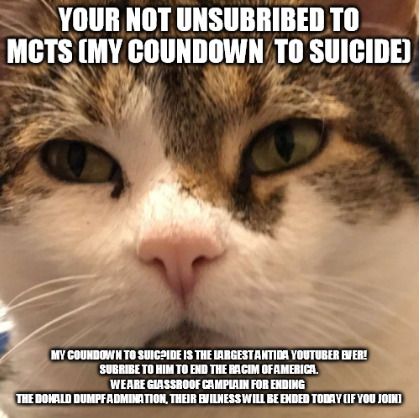 YOUR NOT UNSUBRIBED TO
MCTS (MY COUNDOWN TO SUICIDE)
MY COUNDOWN TO SUIC?IDE IS THE LARGEST ANTIDA YOUTUBER EVER!
SUBRIBE TO HIM TO END THE RACIM OF AMERICA.
WE ARE GLASSROOF CAMPLAIN FOR ENDING
THE DONALD DUMPF ADMINATION, THEIR EVILNESS WILL BE ENDED TODAY (IF YOU JOIN)